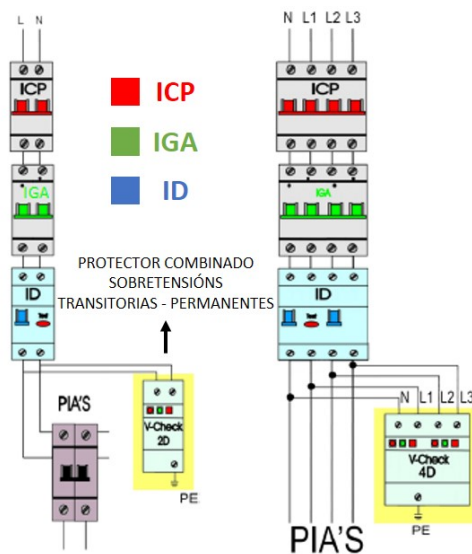 L N
ICP
IGA
ID
PIA'S
V-Check
2D
PE
ICP
IGA
ID
PROTECTOR COMBINADO
SOBRETENSIÓNS
TRANSITORIAS - PERMANENTES
N L1 L2 L3
ICP
IGA
ID
N L1 L2 L3
V-Check
4D
PE
PIA'S